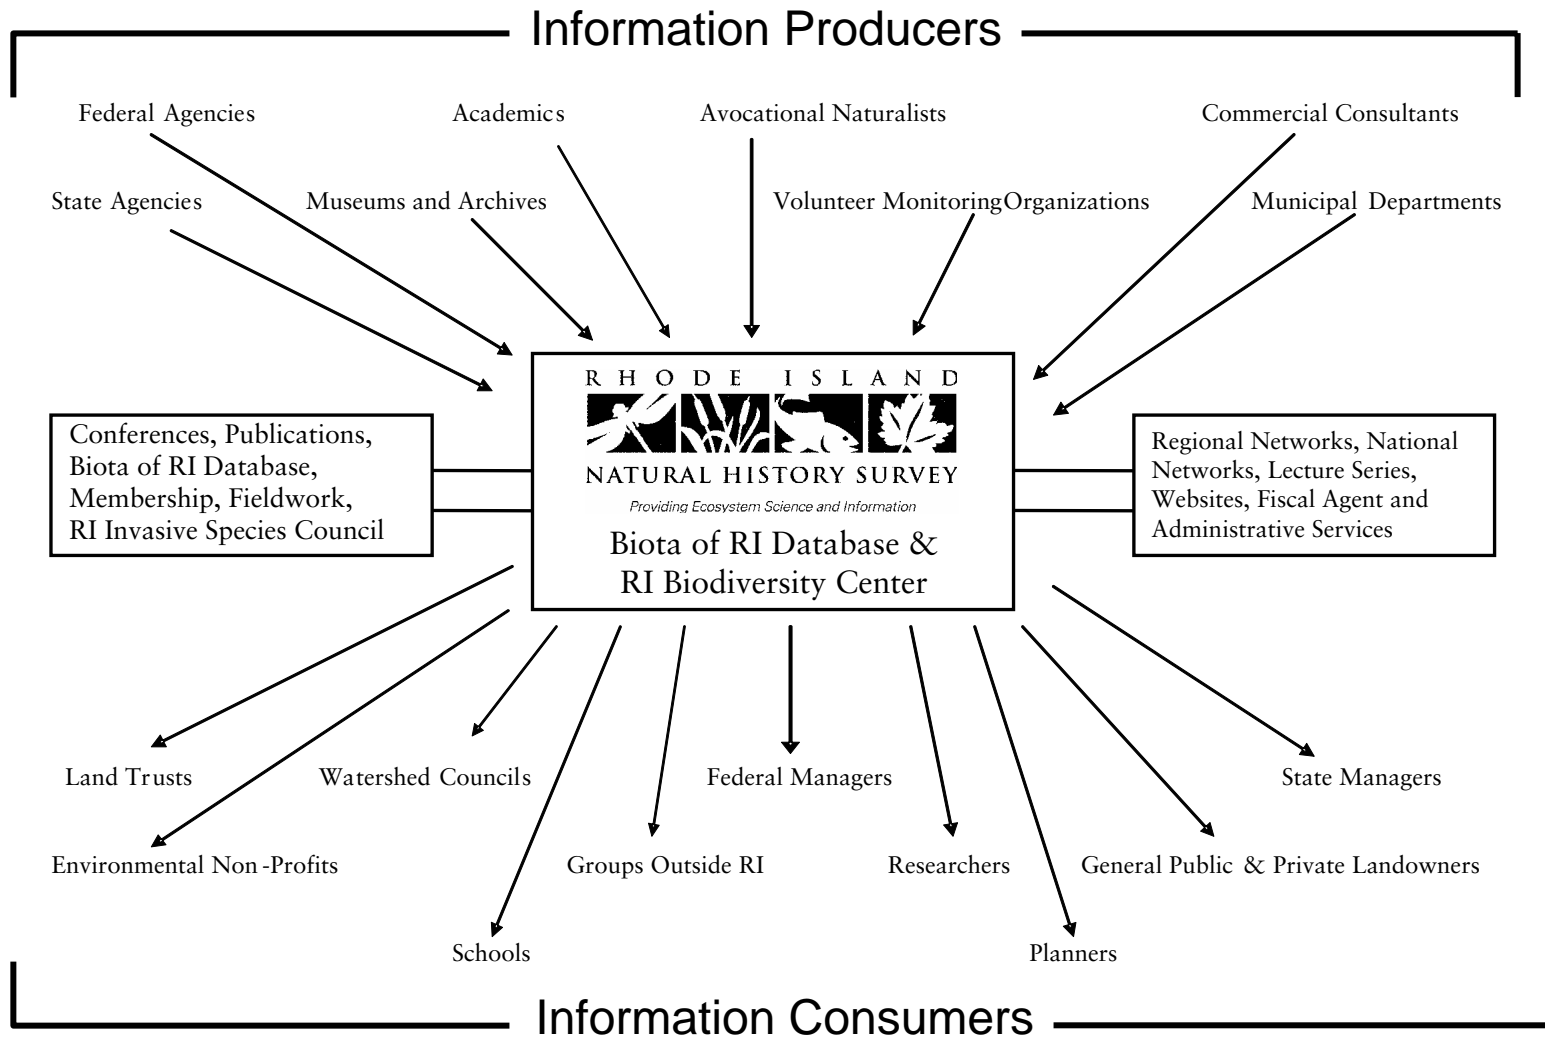 Information Producers
Federal Agencies
Academics
Avocational Naturalists
Commercial Consultants
State Agencies
Museums and Archives
Volunteer MonitoringOrganizations
Municipal Departments
RHODE ISLAND
NATURAL HISTORY SURVEY
Providing Ecosystem Science and Information
Biota of RI Database &
RI Biodiversity Center
Conferences, Publications,
Biota of RI Database,
Membership, Fieldwork,
RI Invasive Species Council
Regional Networks, National
Networks, Lecture Series,
Websites, Fiscal Agent and
Administrative Services
Land Trusts
Watershed Councils
Federal Managers
State Managers
Environmental Non-Profits
Groups Outside RI
Researchers
General Public & Private Landowners
Schools
Planners
Information Consumers